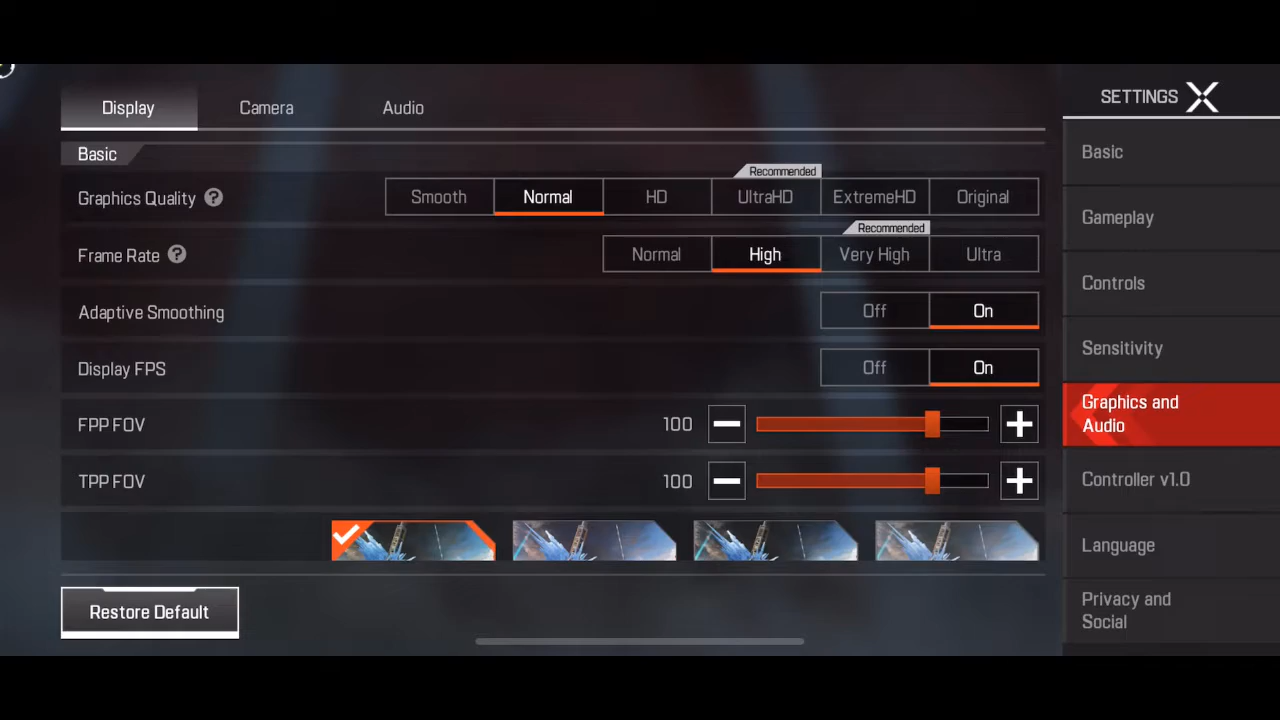 Display Camera Audio
SETTINGS
Basic
Recommended
Graphics Quality ? Smooth Normal HD UltraHD ExtremeHD Original
Recommended
Frame Rate ? Normal High Very High Ultra
Adaptive Smoothing Off On
Display FPS Off On
FPP FOV 100
TPP FOV 100
Restore Default
Basic
Gameplay
Controls
Sensitivity
Graphics and
Audio
Controller v1.0
Language
Privacy and
Social